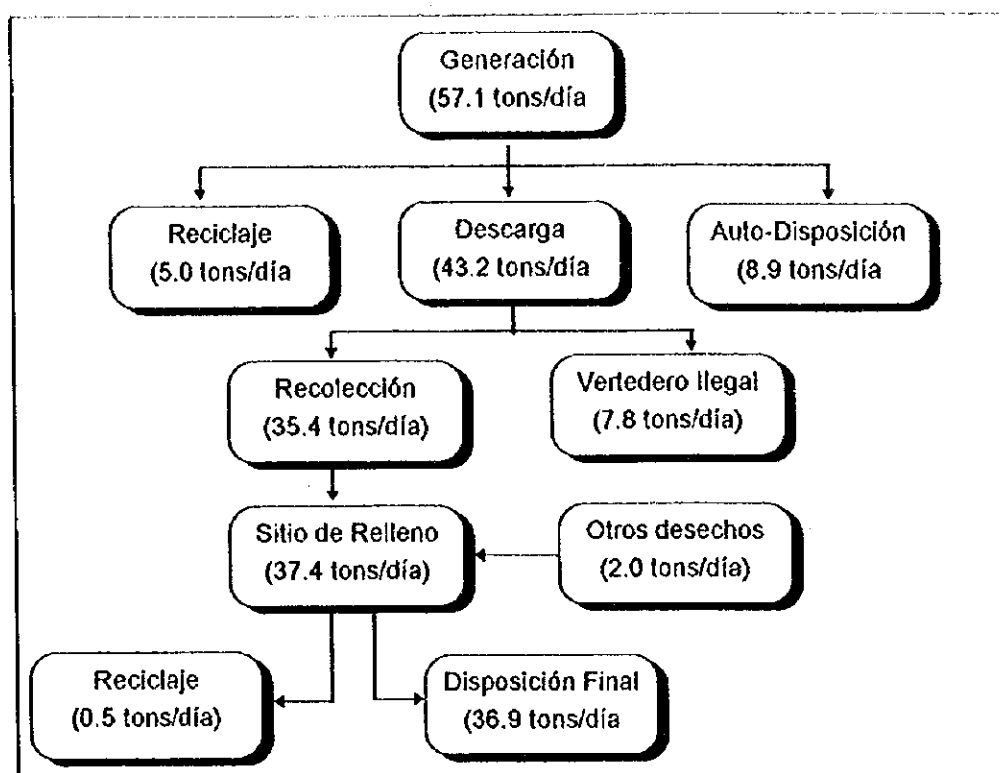 Generación
(57.1 tons/día
Reciclaje
(5.0 tons/día
Descarga
(43.2 tons/día
Auto-Disposición
(8.9 tons/día
Recolección
(35.4 tons/día)
Vertedero Ilegal
(7.8 tons/día)
Sitio de Relleno
(37.4 tons/día)
Otros desechos
(2.0 tons/día)
Reciclaje
(0.5 tons/día)
Disposición Final
(36.9 tons/día